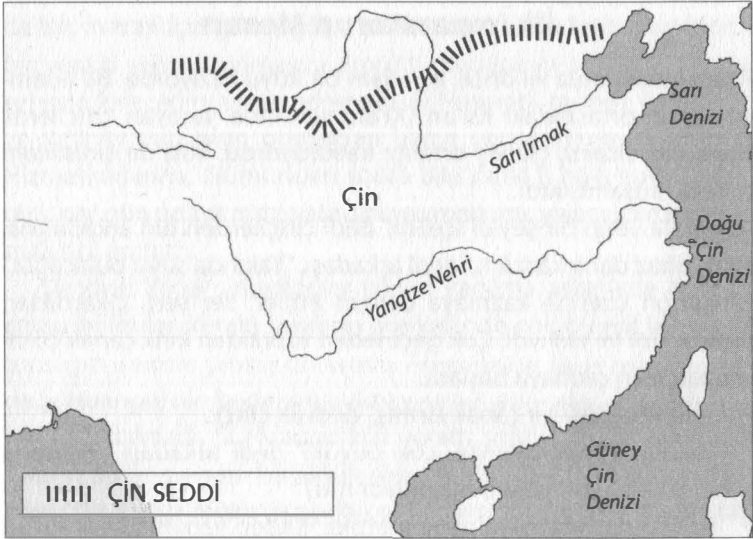 Sarı
Denizi
Sarı Irmak
Çin
Doğu
Çin
Denizi
Yangtze Nehri
Güney
Çin
Denizi
ÇİN SEDDİ